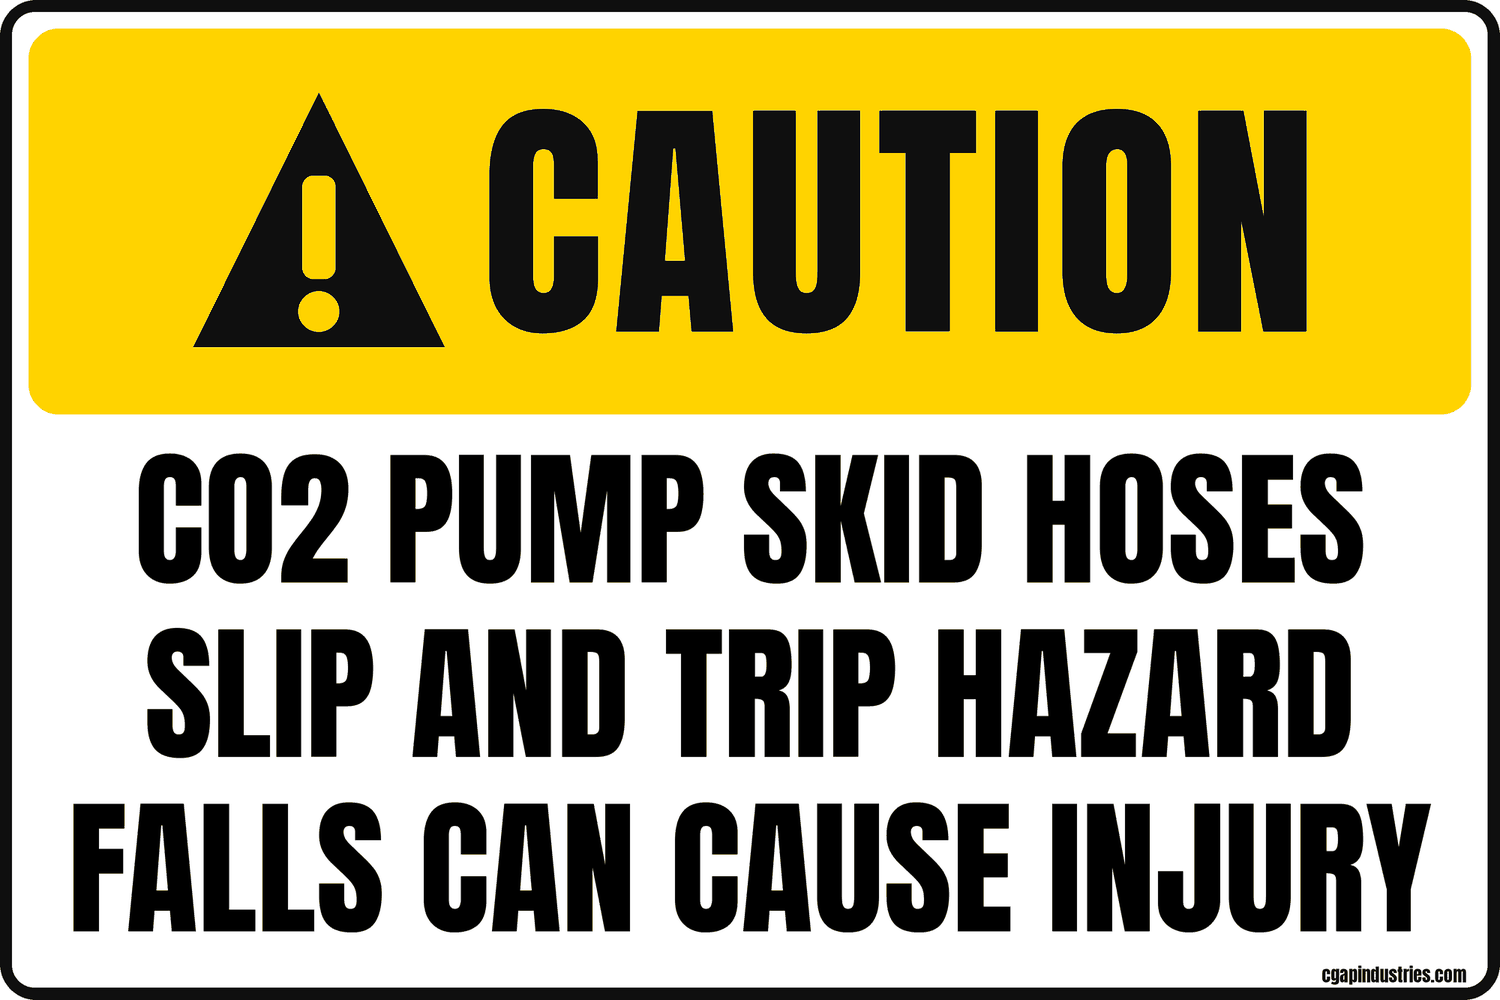 CAUTION
CO2 PUMP SKID HOSES
SLIP AND TRIP HAZARD
FALLS CAN CAUSE INJURY
cgapindustries.com